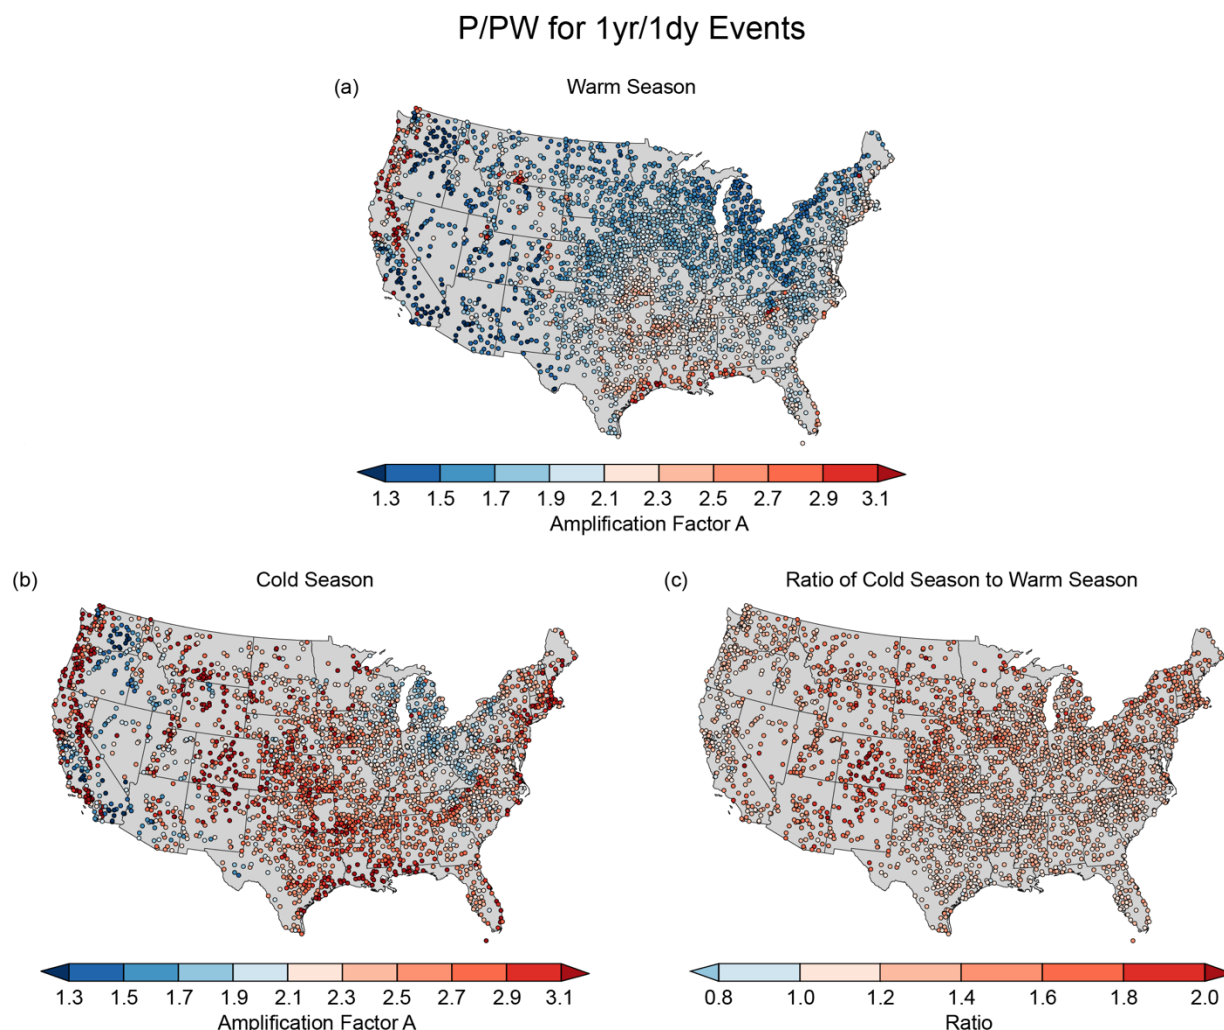 P/PW for 1yr/1dy Events
(a) Warm Season
1.3 1.5 1.7 1.9 2.1 2.3 2.5 2.7 2.9 3.1
Amplification Factor A
(b) Cold Season
1.3 1.5 1.7 1.9 2.1 2.3 2.5 2.7 2.9 3.1
Amplification Factor A
(c) Ratio of Cold Season to Warm Season
0.8 1.0 1.2 1.4 1.6 1.8 2.0
Ratio